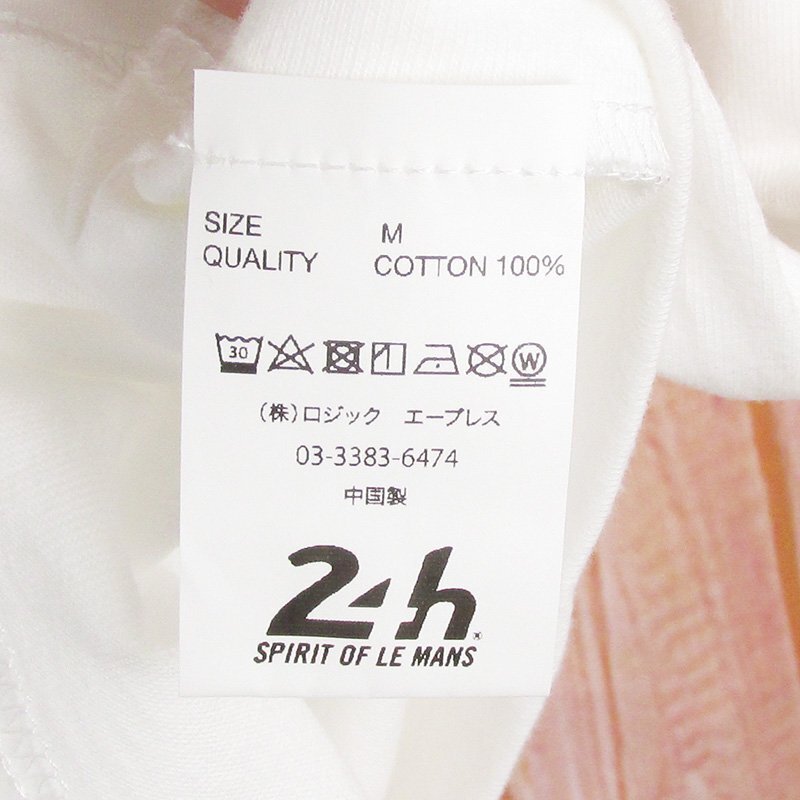 SIZE M
QUALITY COTTON 100%
30 W
(株)ロジック エープレス
03-3383-6474
中国製
24h®
SPIRIT OF LE MANS